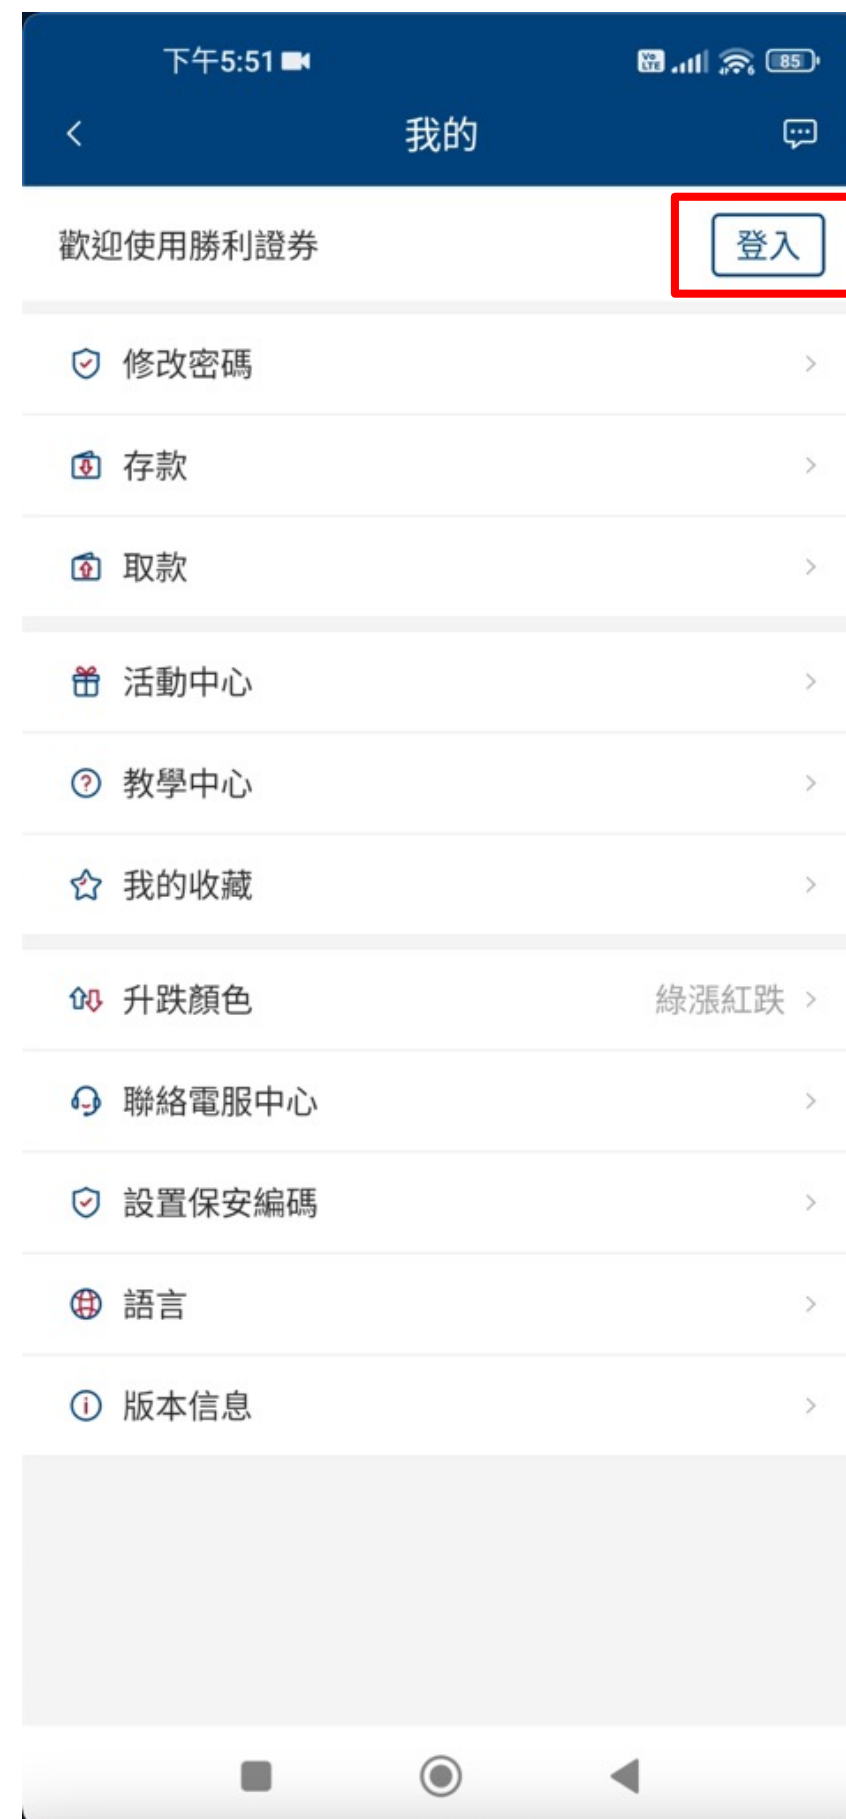 下午5:51
Vo LTE 6 85
我的
歡迎使用勝利證券 登入
修改密碼
存款
取款
活動中心
教學中心
我的收藏
升跌顏色 綠漲紅跌
聯絡電服中心
設置保安編碼
語言
版本信息